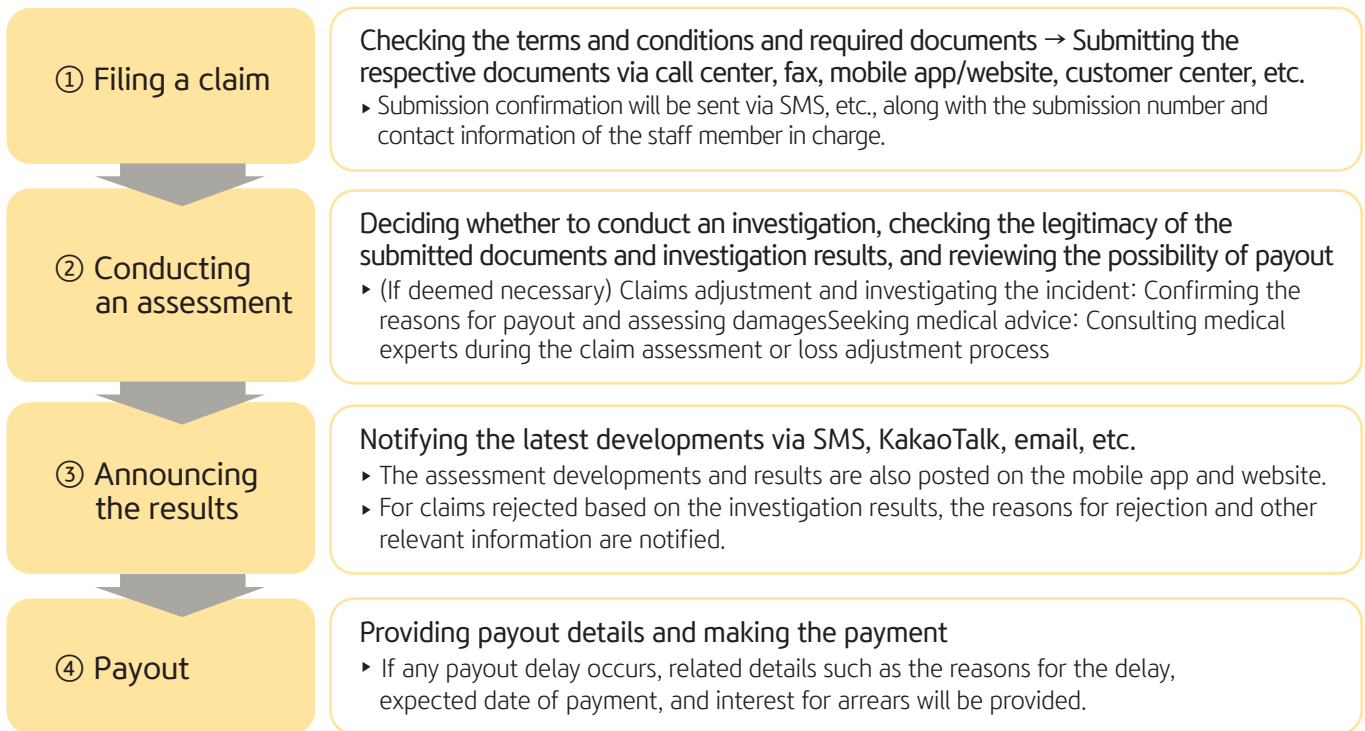 ① Filing a claim
Checking the terms and conditions and required documents → Submitting the
respective documents via call center, fax, mobile app/website, customer center, etc.
▸ Submission confirmation will be sent via SMS, etc., along with the submission number and
contact information of the staff member in charge.
② Conducting
an assessment
Deciding whether to conduct an investigation, checking the legitimacy of the
submitted documents and investigation results, and reviewing the possibility of payout
▸ (If deemed necessary) Claims adjustment and investigating the incident: Confirming the
reasons for payout and assessing damagesSeeking medical advice: Consulting medical
experts during the claim assessment or loss adjustment process
③ Announcing
the results
Notifying the latest developments via SMS, KakaoTalk, email, etc.
▸ The assessment developments and results are also posted on the mobile app and website.
▸ For claims rejected based on the investigation results, the reasons for rejection and other
relevant information are notified.
④ Payout
Providing payout details and making the payment
▸ If any payout delay occurs, related details such as the reasons for the delay,
expected date of payment, and interest for arrears will be provided.